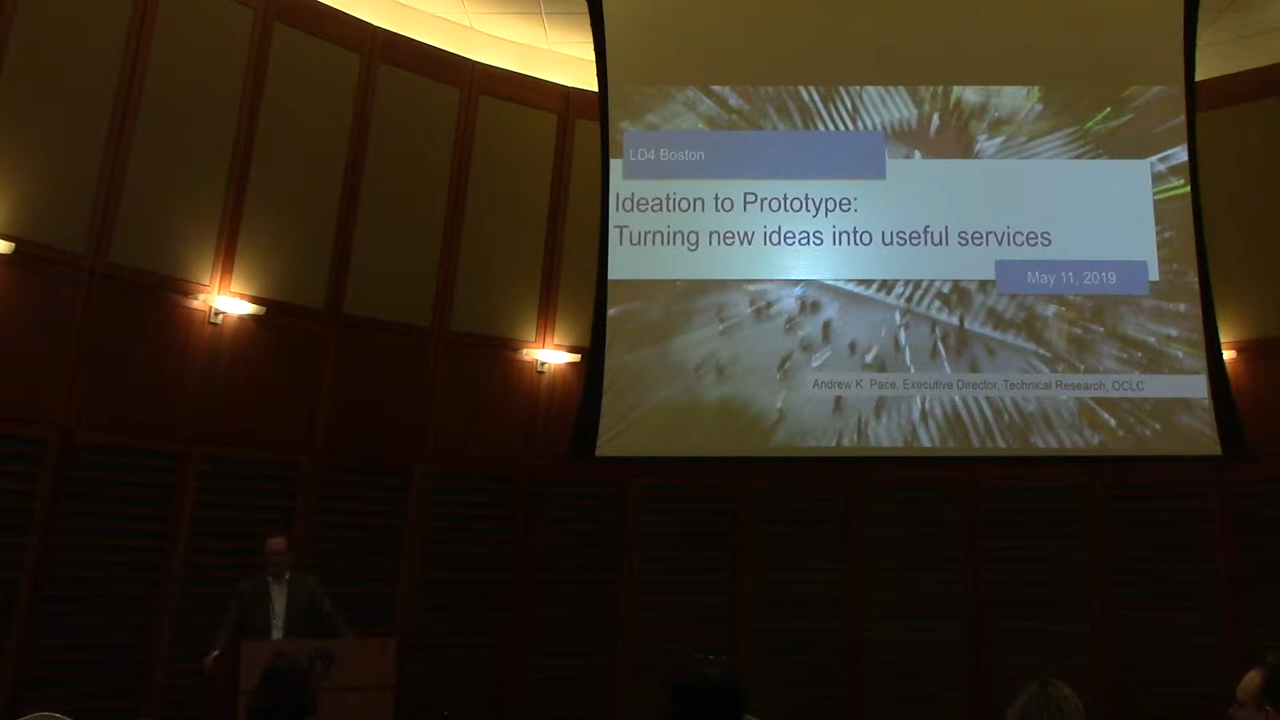 LD4 Boston
Ideation to Prototype:
Turning new ideas into useful services
May 11, 2019
Andrew K. Pace, Executive Director, Technical Research, OCLC